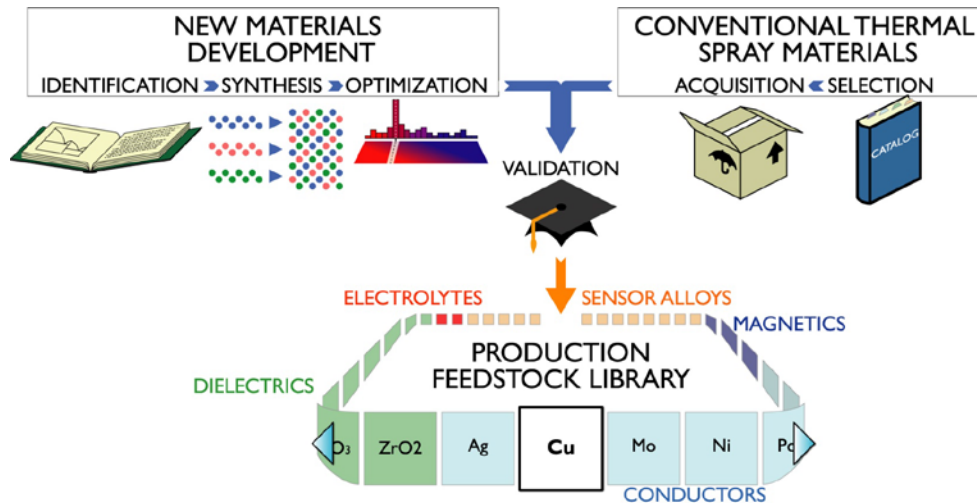 NEW MATERIALS
DEVELOPMENT
IDENTIFICATION SYNTHESIS OPTIMIZATION
CONVENTIONAL THERMAL
SPRAY MATERIALS
ACQUISITION SELECTION
CATALOG
VALIDATION
ELECTROLYTES
SENSOR ALLOYS
MAGNETICS
DIELECTRICS
PRODUCTION
FEEDSTOCK LIBRARY
O3 ZrO2 Ag Cu Mo Ni
CONDUCTORS